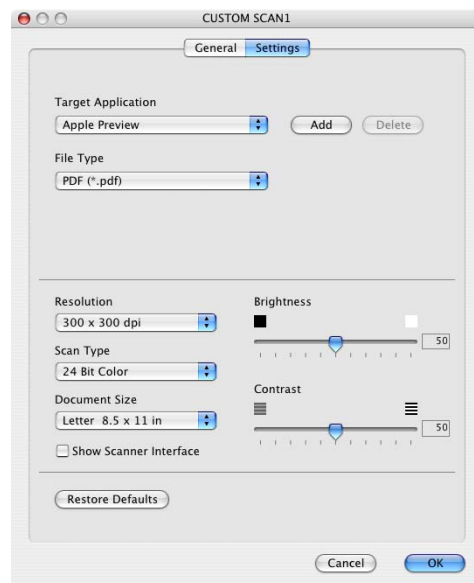 CUSTOM SCAN1
General Settings
Target Application
Apple Preview Add Delete
File Type
PDF (*.pdf)
Resolution
300 x 300 dpi
Scan Type
24 Bit Color
Document Size
Letter 8.5 x 11 in
Show Scanner Interface
Brightness
50
Contrast
50
Restore Defaults
Cancel OK